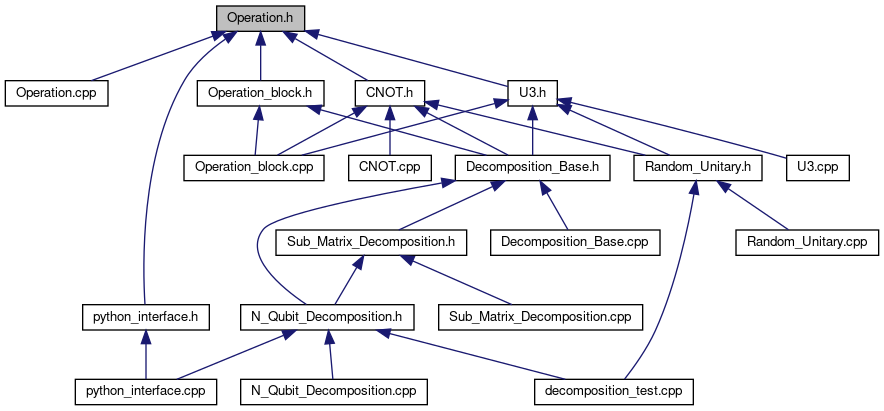 Operation.h
Operation.cpp
Operation_block.h
CNOT.h
U3.h
Operation_block.cpp
CNOT.cpp
Decomposition_Base.h
Random_Unitary.h
U3.cpp
Sub_Matrix_Decomposition.h
Decomposition_Base.cpp
Random_Unitary.cpp
python_interface.h
N_Qubit_Decomposition.h
Sub_Matrix_Decomposition.cpp
python_interface.cpp
N_Qubit_Decomposition.cpp
decomposition_test.cpp